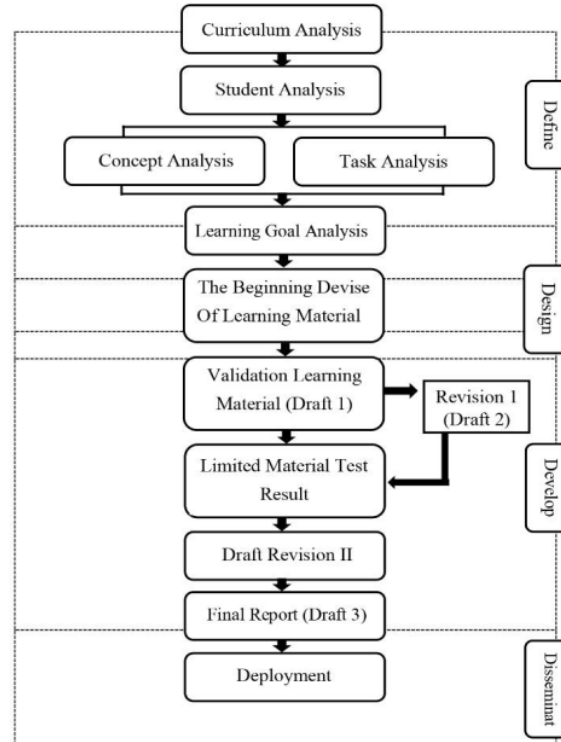 Curriculum Analysis
Student Analysis
Define
Concept Analysis
Task Analysis
Learning Goal Analysis
The Beginning Devise
Of Learning Material
Design
Validation Learning
Material (Draft 1)
Revision 1
(Draft 2)
Limited Material Test
Result
Develop
Draft Revision II
Final Report (Draft 3)
Deployment
Disseminat